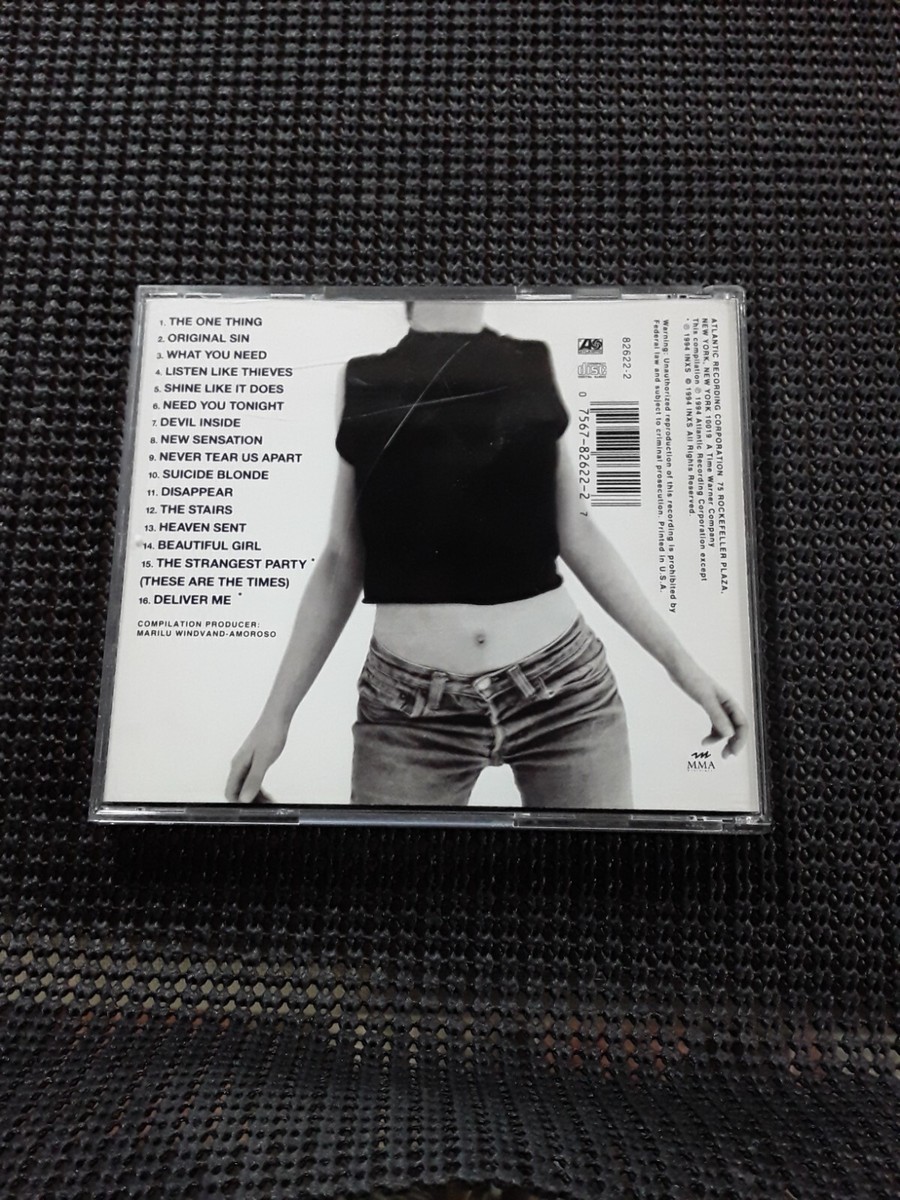 1. THE ONE THING
2. ORIGINAL SIN
3. WHAT YOU NEED
4. LISTEN LIKE THIEVES
5. SHINE LIKE IT DOES
6. NEED YOU TONIGHT
7. DEVIL INSIDE
8. NEW SENSATION
9. NEVER TEAR US APART
10. SUICIDE BLONDE
11. DISAPPEAR
12. THE STAIRS
13. HEAVEN SENT
14. BEAUTIFUL GIRL
15. THE STRANGEST PARTY *
(THESE ARE THE TIMES)
16. DELIVER ME *
COMPILATION PRODUCER:
MARILU WINDVAND-AMOROSO
82622-2
0 7567-82622-2 7
ATLANTIC RECORDING CORPORATION 75 ROCKEFELLER PLAZA,
NEW YORK, NEW YORK 10019 A Time Warner Company
This compilation ℗ 1994 Atlantic Recording Corporation except
* ℗ 1994 INXS © 1994 INXS All Rights Reserved.
Warning: Unauthorized reproduction of this recording is prohibited by
Federal law and subject to criminal prosecution. Printed in U.S.A.
MMA